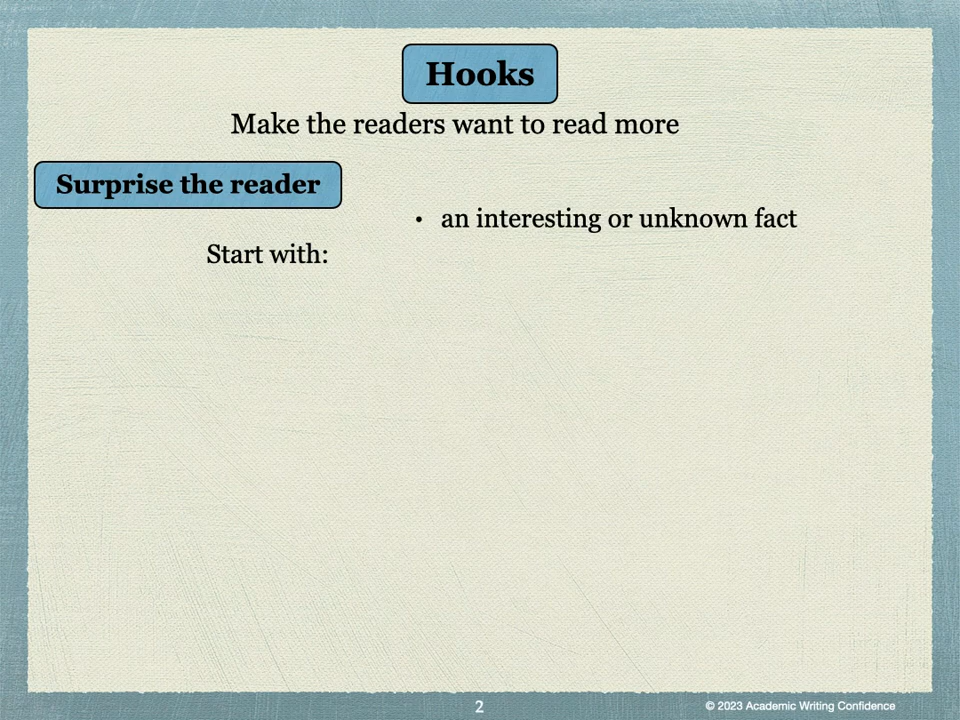 Hooks
Make the readers want to read more
Surprise the reader
• an interesting or unknown fact
Start with:
2
© 2023 Academic Writing Confidence